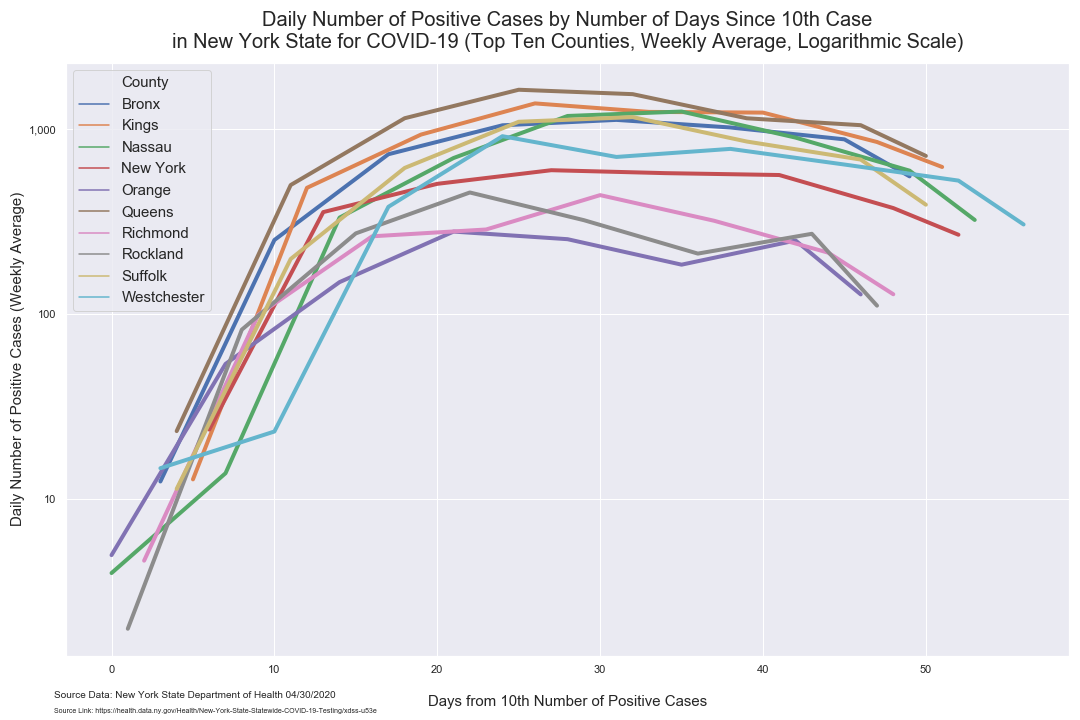 Daily Number of Positive Cases by Number of Days Since 10th Case
in New York State for COVID-19 (Top Ten Counties, Weekly Average, Logarithmic Scale)
Daily Number of Positive Cases (Weekly Average)
County
Bronx
Kings
Nassau
New York
Orange
Queens
Richmond
Rockland
Suffolk
Westchester
1,000
100
10
0 10 20 30 40 50
Days from 10th Number of Positive Cases
Source Data: New York State Department of Health 04/30/2020
Source Link: https://health.data.ny.gov/Health/New-York-State-Statewide-COVID-19-Testing/xdss-u53e